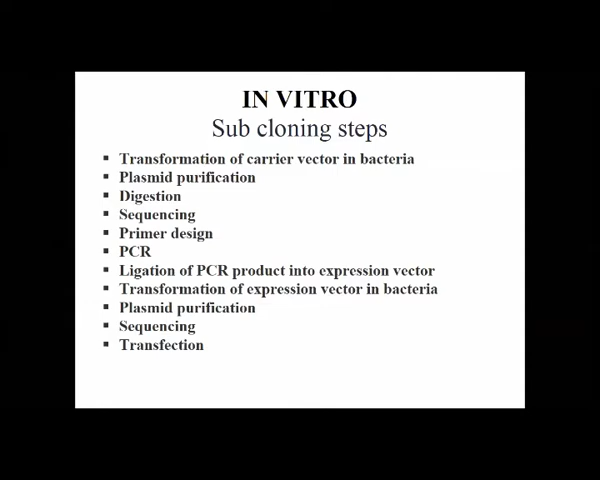 IN VITRO
Sub cloning steps
▪ Transformation of carrier vector in bacteria
▪ Plasmid purification
▪ Digestion
▪ Sequencing
▪ Primer design
▪ PCR
▪ Ligation of PCR product into expression vector
▪ Transformation of expression vector in bacteria
▪ Plasmid purification
▪ Sequencing
▪ Transfection